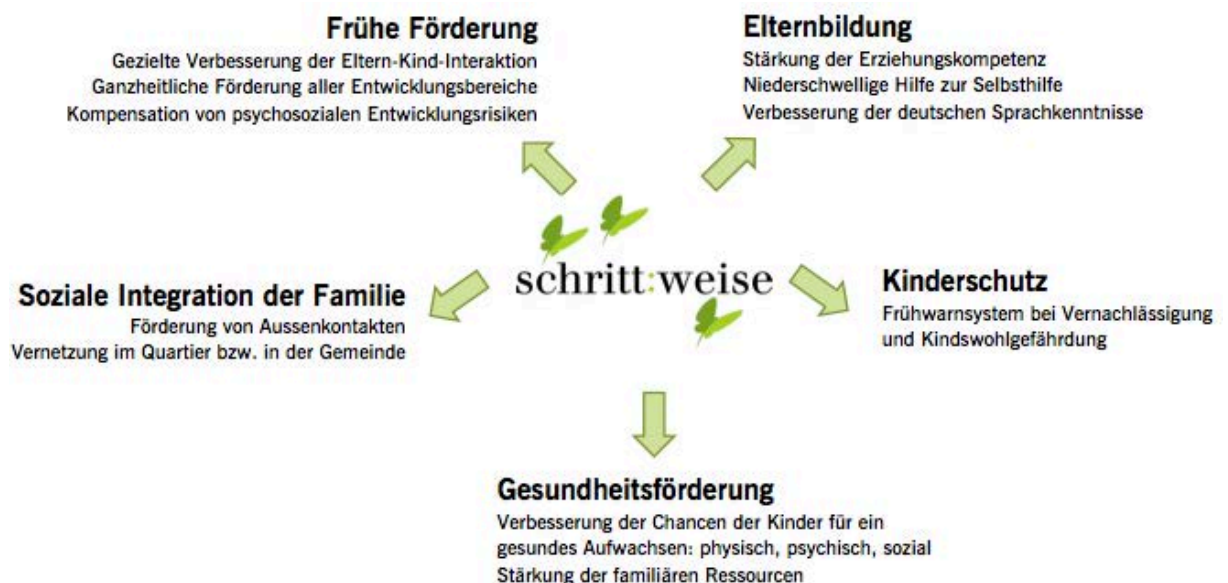 Frühe Förderung
Gezielte Verbesserung der Eltern-Kind-Interaktion
Ganzheitliche Förderung aller Entwicklungsbereiche
Kompensation von psychosozialen Entwicklungsrisiken
Elternbildung
Stärkung der Erziehungskompetenz
Niederschwellige Hilfe zur Selbsthilfe
Verbesserung der deutschen Sprachkenntnisse
schritt:weise
Soziale Integration der Familie
Förderung von Aussenkontakten
Vernetzung im Quartier bzw. in der Gemeinde
Kinderschutz
Frühwarnsystem bei Vernachlässigung
und Kindswohlgefährdung
Gesundheitsförderung
Verbesserung der Chancen der Kinder für ein
gesundes Aufwachsen: physisch, psychisch, sozial
Stärkung der familiären Ressourcen